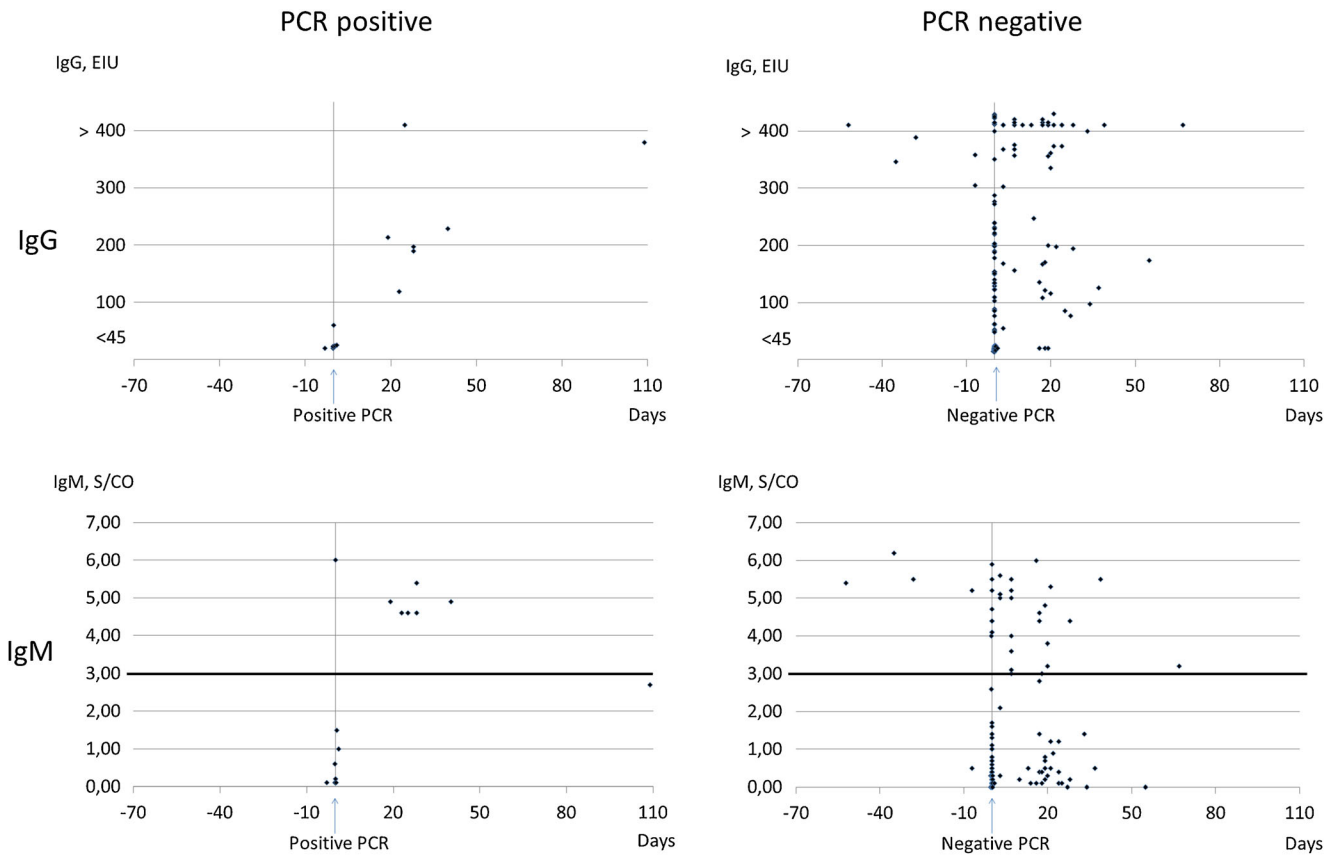 PCR positive
PCR negative
IgG, EIU
IgG, EIU
> 400
300
200
100
<45
> 400
300
200
100
<45
IgG
-70 -40 -10 20 50 80 110
-70 -40 -10 20 50 80 110
Positive PCR Days
Negative PCR Days
IgM, S/CO
IgM, S/CO
7,00
6,00
5,00
4,00
3,00
2,00
1,00
0,00
7,00
6,00
5,00
4,00
3,00
2,00
1,00
0,00
IgM
-70 -40 -10 20 50 80 110
-70 -40 -10 20 50 80 110
Positive PCR Days
Negative PCR Days